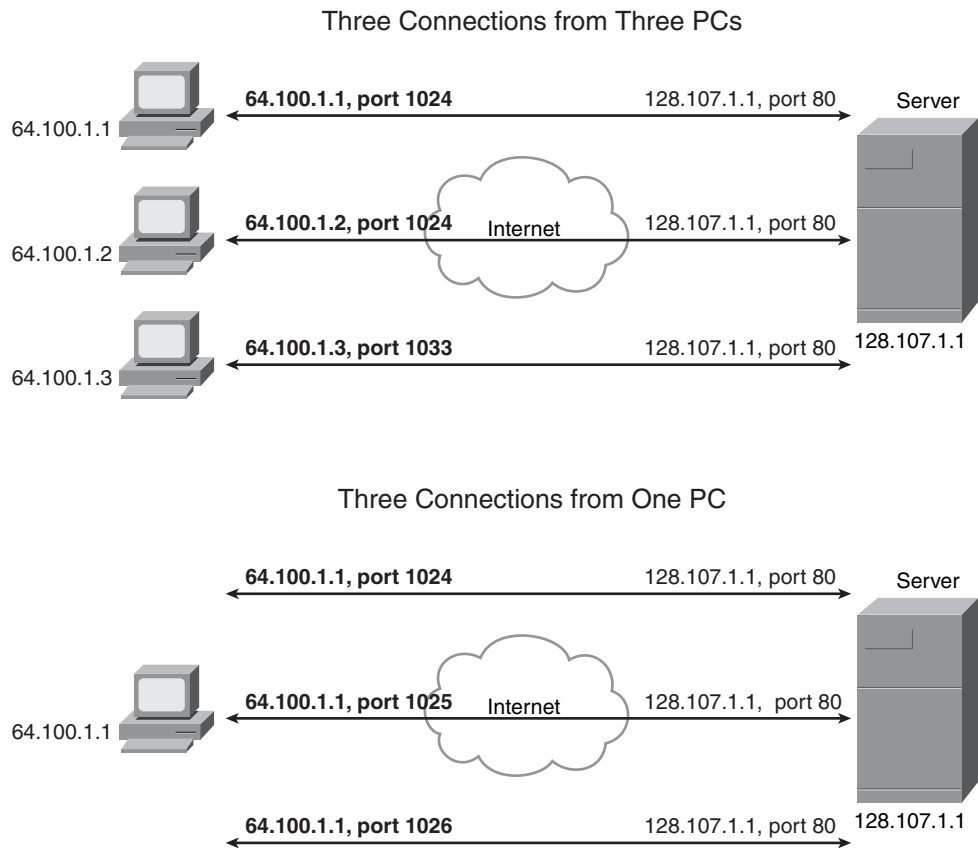 Three Connections from Three PCs
64.100.1.1, port 1024
128.107.1.1, port 80
Server
64.100.1.1
64.100.1.2, port 1024
Internet
128.107.1.1, port 80
64.100.1.2
64.100.1.3, port 1033
128.107.1.1, port 80
128.107.1.1
64.100.1.3
Three Connections from One PC
64.100.1.1, port 1024
128.107.1.1, port 80
Server
64.100.1.1, port 1025
Internet
128.107.1.1, port 80
64.100.1.1
64.100.1.1, port 1026
128.107.1.1, port 80
128.107.1.1